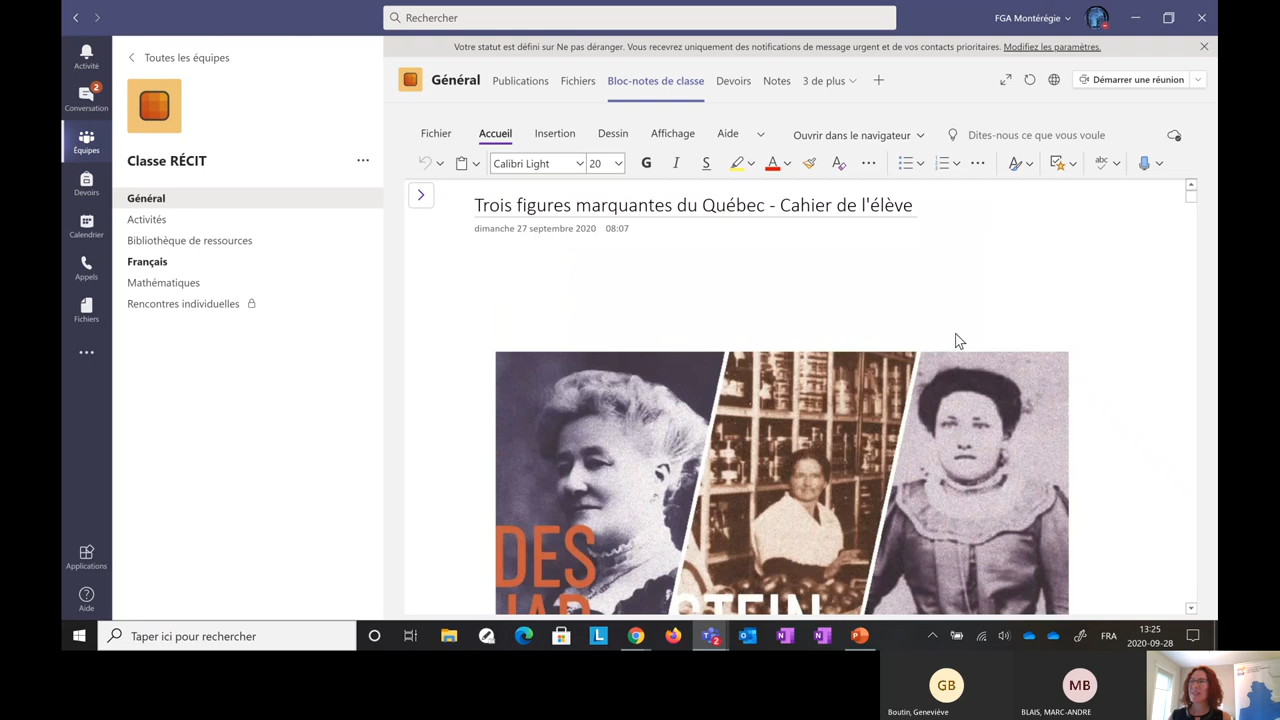 Rechercher
FGA Montérégie
Votre statut est défini sur Ne pas déranger. Vous recevrez uniquement des notifications de message urgent et de vos contacts prioritaires. Modifiez les paramètres.
Activité
2
Conversation
Équipes
Devoirs
Calendrier
Appels
Fichiers
Applications
Aide
Toutes les équipes
Classe RÉCIT
Général
Activités
Bibliothèque de ressources
Français
Mathématiques
Rencontres individuelles
Général Publications Fichiers Bloc-notes de classe Devoirs Notes 3 de plus
Démarrer une réunion
Fichier Accueil Insertion Dessin Affichage Aide Ouvrir dans le navigateur Dites-nous ce que vous voule
Calibri Light 20 G I S A A abc
Trois figures marquantes du Québec - Cahier de l'élève
dimanche 27 septembre 2020 08:07
DES
STEIN
Taper ici pour rechercher
L
2
FRA
13:25
2020-09-28
GB
Boutin, Geneviève
MB
BLAIS, MARC-ANDRE